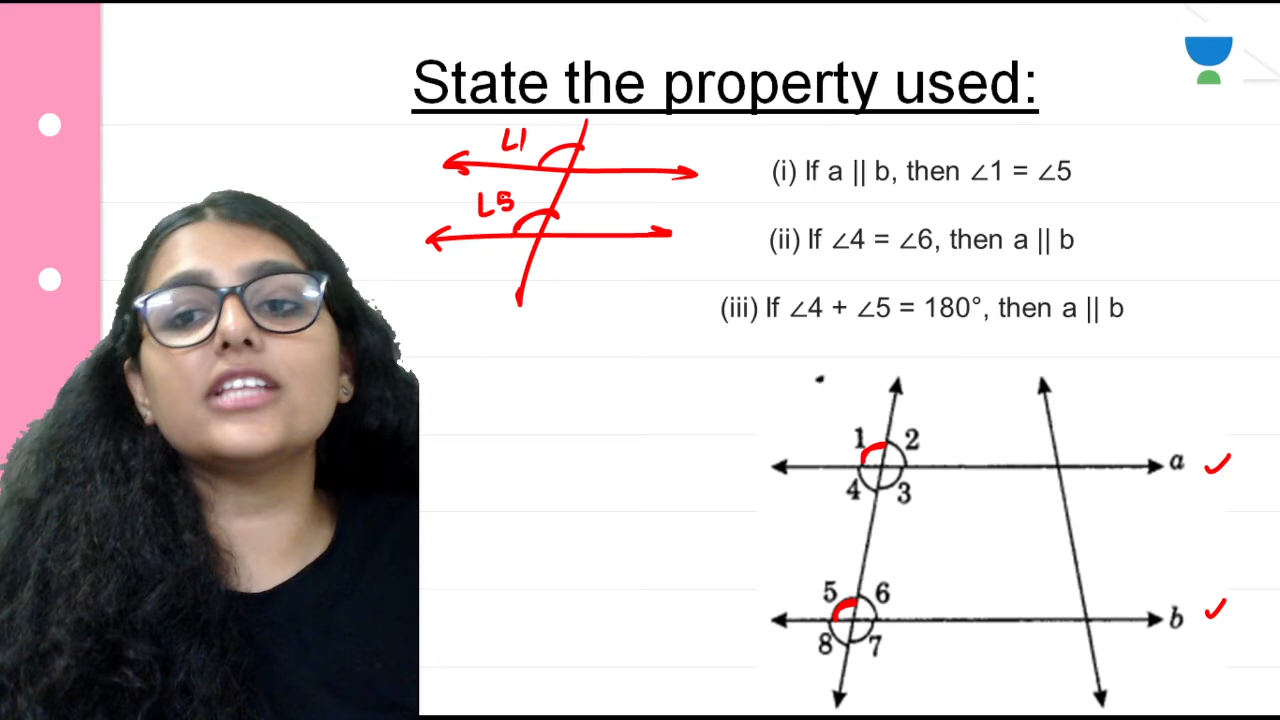 State the property used:
∠1
∠5
(i) If a || b, then ∠1 = ∠5
(ii) If ∠4 = ∠6, then a || b
(iii) If ∠4 + ∠5 = 180°, then a || b
1 2
a
4 3
5 6
b
8 7